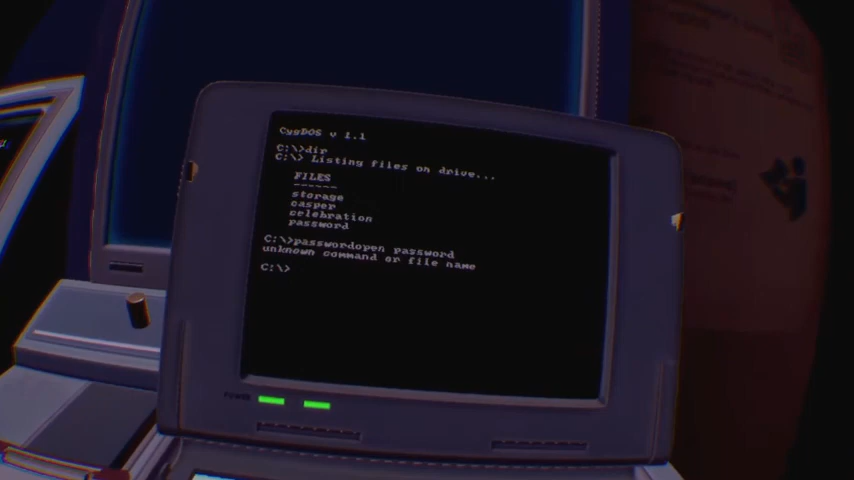 CygDOS v 1.1
C:\>dir
C:\> Listing files on drive...
FILES
------
storage
casper
celebration
password
C:\>passwordopen password
unknown command or file name
C:\>
POWER